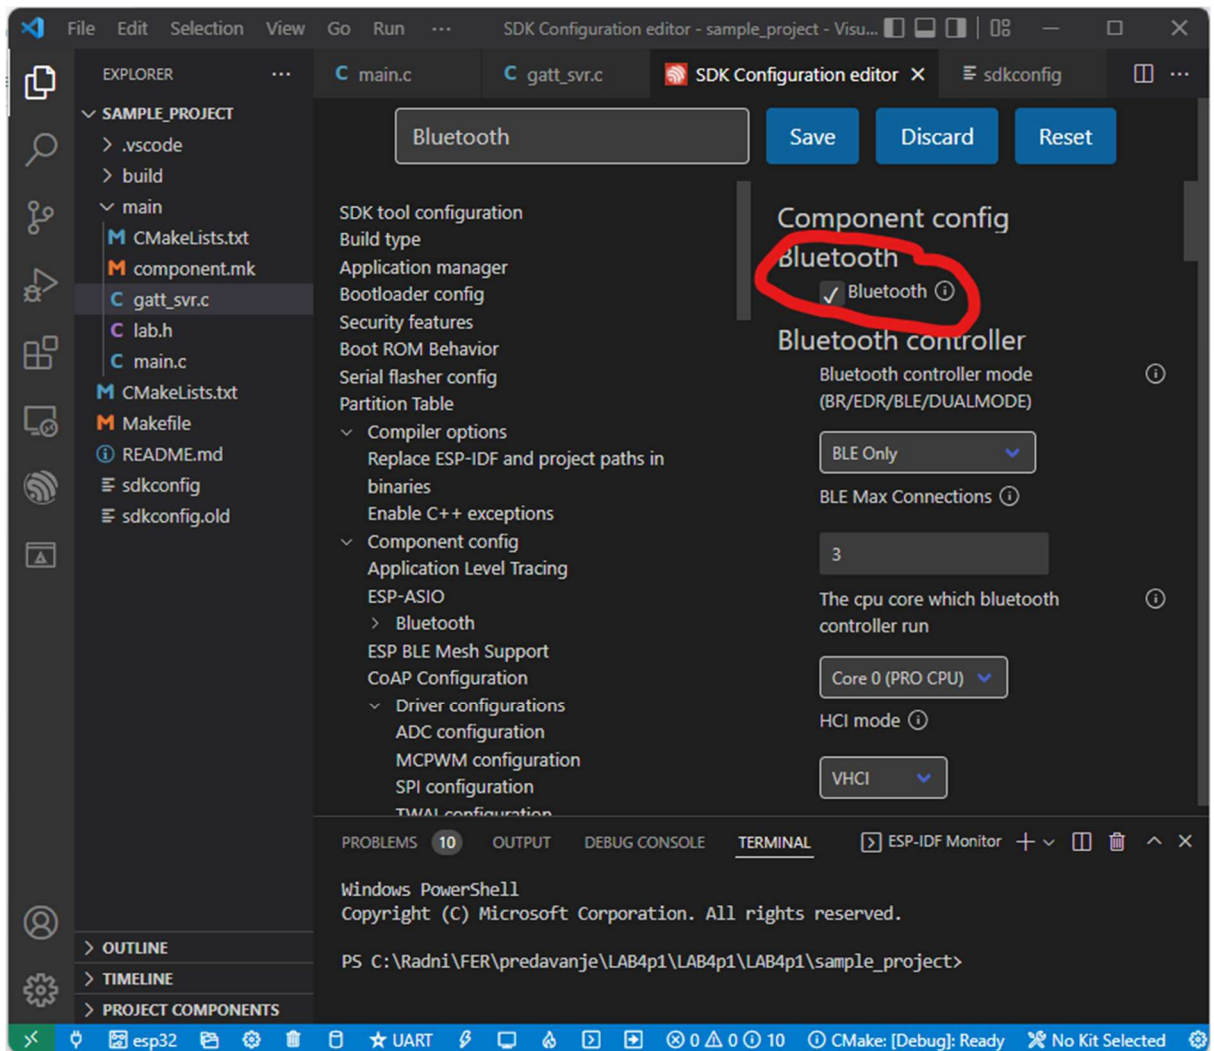 File Edit Selection View Go Run ··· SDK Configuration editor - sample_project - Visu...
EXPLORER ···
C main.c C gatt_svr.c SDK Configuration editor × sdkconfig ···
SAMPLE_PROJECT
.vscode
build
main
M CMakeLists.txt
M component.mk
C gatt_svr.c
C lab.h
C main.c
M CMakeLists.txt
M Makefile
README.md
sdkconfig
sdkconfig.old
OUTLINE
TIMELINE
PROJECT COMPONENTS
Bluetooth Save Discard Reset
SDK tool configuration
Build type
Application manager
Bootloader config
Security features
Boot ROM Behavior
Serial flasher config
Partition Table
Compiler options
Replace ESP-IDF and project paths in
binaries
Enable C++ exceptions
Component config
Application Level Tracing
ESP-ASIO
Bluetooth
ESP BLE Mesh Support
CoAP Configuration
Driver configurations
ADC configuration
MCPWM configuration
SPI configuration
TWAI configuration
Component config
Bluetooth
Bluetooth
Bluetooth controller
Bluetooth controller mode
(BR/EDR/BLE/DUALMODE)
BLE Only
BLE Max Connections
3
The cpu core which bluetooth
controller run
Core 0 (PRO CPU)
HCI mode
VHCI
PROBLEMS 10 OUTPUT DEBUG CONSOLE TERMINAL ESP-IDF Monitor
Windows PowerShell
Copyright (C) Microsoft Corporation. All rights reserved.
PS C:\Radni\FER\predavanje\LAB4p1\LAB4p1\LAB4p1\sample_project>
esp32 UART 0 0 10 CMake: [Debug]: Ready No Kit Selected